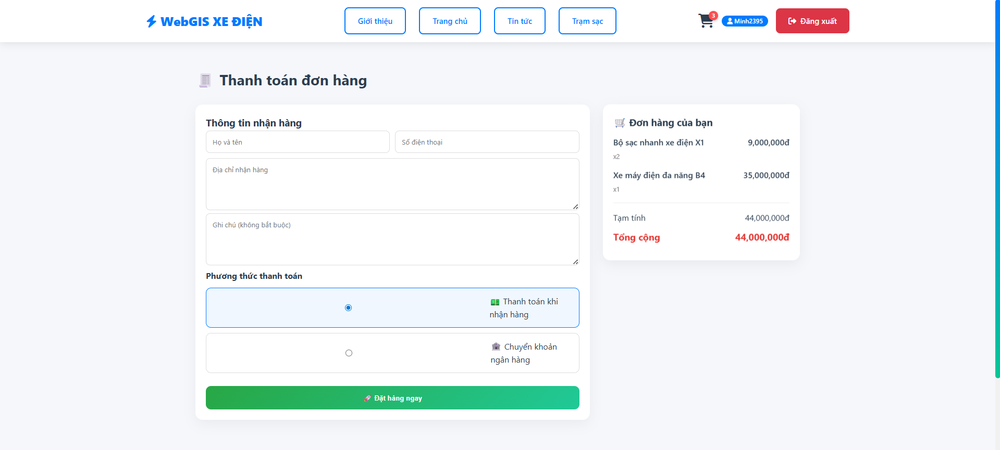 WebGIS XE ĐIỆN
Giới thiệu
Trang chủ
Tin tức
Trạm sạc
3
Minh2395
Đăng xuất
Thanh toán đơn hàng
Thông tin nhận hàng
Họ và tên
Số điện thoại
Địa chỉ nhận hàng
Ghi chú (không bắt buộc)
Phương thức thanh toán
Thanh toán khi
nhận hàng
Chuyển khoản
ngân hàng
Đặt hàng ngay
Đơn hàng của bạn
Bộ sạc nhanh xe điện X1 9,000,000đ
x2
Xe máy điện đa năng B4 35,000,000đ
x1
Tạm tính 44,000,000đ
Tổng cộng 44,000,000đ